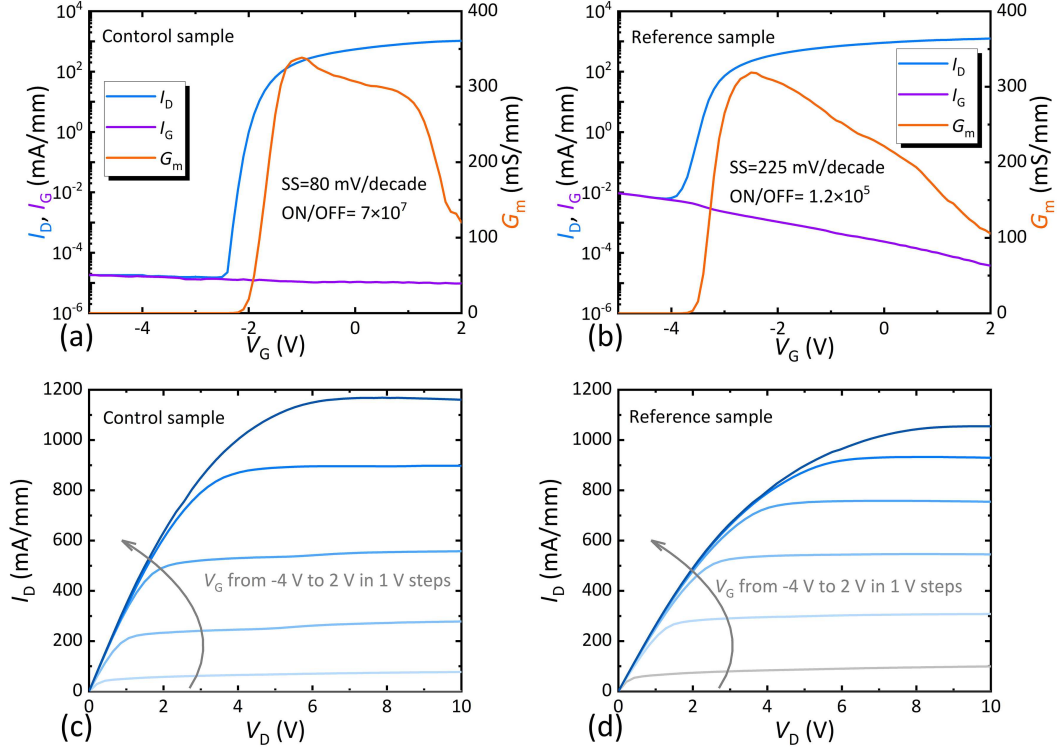 Contorol sample
I_D
I_G
G_m
SS=80 mV/decade
ON/OFF= 7×10^7
10^4
10^2
10^0
10^-2
10^-4
10^-6
400
300
200
100
0
-4
-2
0
2
I_D, I_G (mA/mm)
G_m (mS/mm)
V_G (V)
(a)
Reference sample
I_D
I_G
G_m
SS=225 mV/decade
ON/OFF= 1.2×10^5
10^4
10^2
10^0
10^-2
10^-4
10^-6
400
300
200
100
0
-4
-2
0
2
I_D, I_G (mA/mm)
G_m (mS/mm)
V_G (V)
(b)
Control sample
V_G from -4 V to 2 V in 1 V steps
1200
1000
800
600
400
200
0
0
2
4
6
8
10
I_D (mA/mm)
V_D (V)
(c)
Reference sample
V_G from -4 V to 2 V in 1 V steps
1200
1000
800
600
400
200
0
0
2
4
6
8
10
I_D (mA/mm)
V_D (V)
(d)